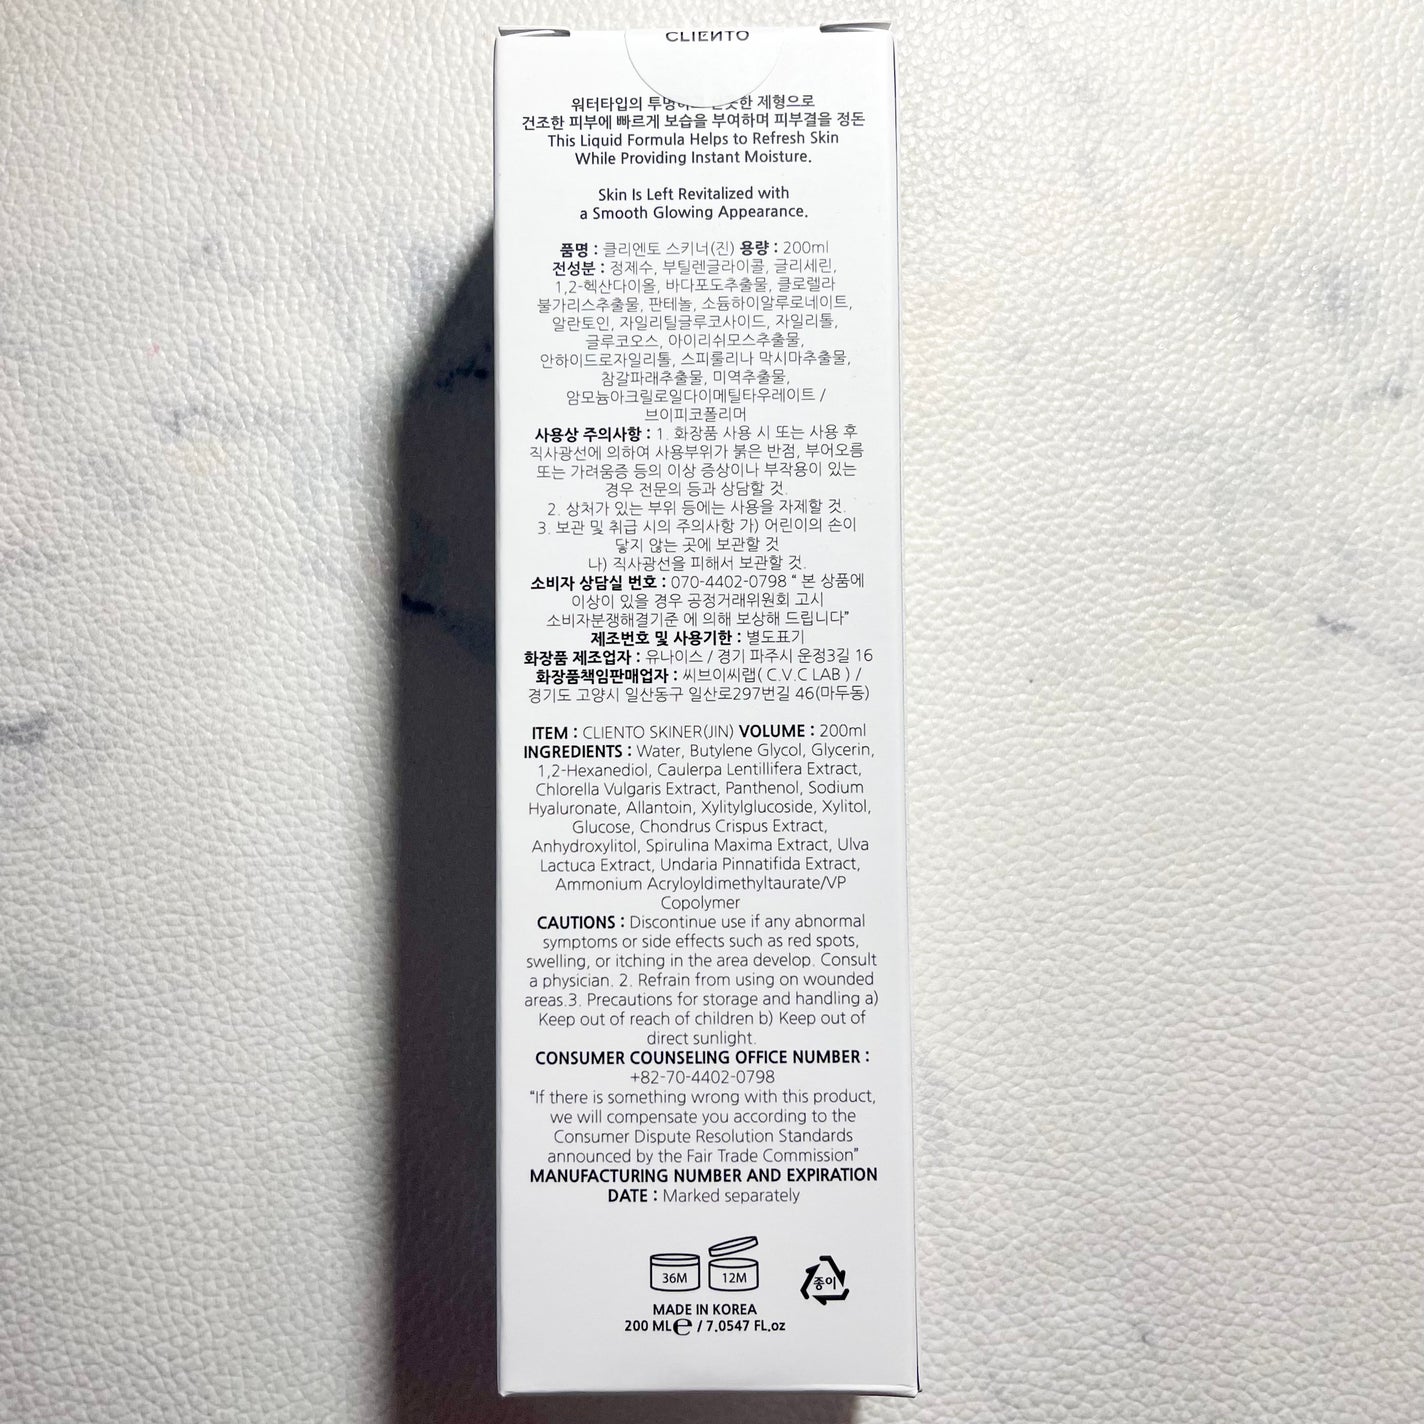 CLIENTO
워터타입의 투명하고 산뜻한 제형으로
건조한 피부에 빠르게 보습을 부여하며 피부결을 정돈
This Liquid Formula Helps to Refresh Skin
While Providing Instant Moisture.
Skin Is Left Revitalized with
a Smooth Glowing Appearance.
품명 : 클리엔토 스키너(진) 용량 : 200ml
전성분 : 정제수, 부틸렌글라이콜, 글리세린,
1,2-헥산다이올, 바다포도추출물, 클로렐라
불가리스추출물, 판테놀, 소듐하이알루로네이트,
알란토인, 자일리틸글루코사이드, 자일리톨,
글루코오스, 아이리쉬모스추출물,
안하이드로자일리톨, 스피룰리나 막시마추출물,
참갈파래추출물, 미역추출물,
암모늄아크릴로일다이메틸타우레이트 /
브이피코폴리머
사용상 주의사항 : 1. 화장품 사용 시 또는 사용 후
직사광선에 의하여 사용부위가 붉은 반점, 부어오름
또는 가려움증 등의 이상 증상이나 부작용이 있는
경우 전문의 등과 상담할 것.
2. 상처가 있는 부위 등에는 사용을 자제할 것.
3. 보관 및 취급 시의 주의사항 가) 어린이의 손이
닿지 않는 곳에 보관할 것
나) 직사광선을 피해서 보관할 것.
소비자 상담실 번호 : 070-4402-0798 “ 본 상품에
이상이 있을 경우 공정거래위원회 고시
소비자분쟁해결기준 에 의해 보상해 드립니다”
제조번호 및 사용기한 : 별도표기
화장품 제조업자 : 유나이스 / 경기 파주시 운정3길 16
화장품책임판매업자 : 씨브이씨랩( C.V.C LAB ) /
경기도 고양시 일산동구 일산로297번길 46(마두동)
ITEM : CLIENTO SKINER(JIN) VOLUME : 200ml
INGREDIENTS : Water, Butylene Glycol, Glycerin,
1,2-Hexanediol, Caulerpa Lentillifera Extract,
Chlorella Vulgaris Extract, Panthenol, Sodium
Hyaluronate, Allantoin, Xylitylglucoside, Xylitol,
Glucose, Chondrus Crispus Extract,
Anhydroxylitol, Spirulina Maxima Extract, Ulva
Lactuca Extract, Undaria Pinnatifida Extract,
Ammonium Acryloyldimethyltaurate/VP
Copolymer
CAUTIONS : Discontinue use if any abnormal
symptoms or side effects such as red spots,
swelling, or itching in the area develop. Consult
a physician. 2. Refrain from using on wounded
areas.3. Precautions for storage and handling a)
Keep out of reach of children b) Keep out of
direct sunlight.
CONSUMER COUNSELING OFFICE NUMBER :
+82-70-4402-0798
“If there is something wrong with this product,
we will compensate you according to the
Consumer Dispute Resolution Standards
announced by the Fair Trade Commission”
MANUFACTURING NUMBER AND EXPIRATION
DATE : Marked separately
36M 12M 종이
MADE IN KOREA
200 ML℮ / 7.0547 FL.oz